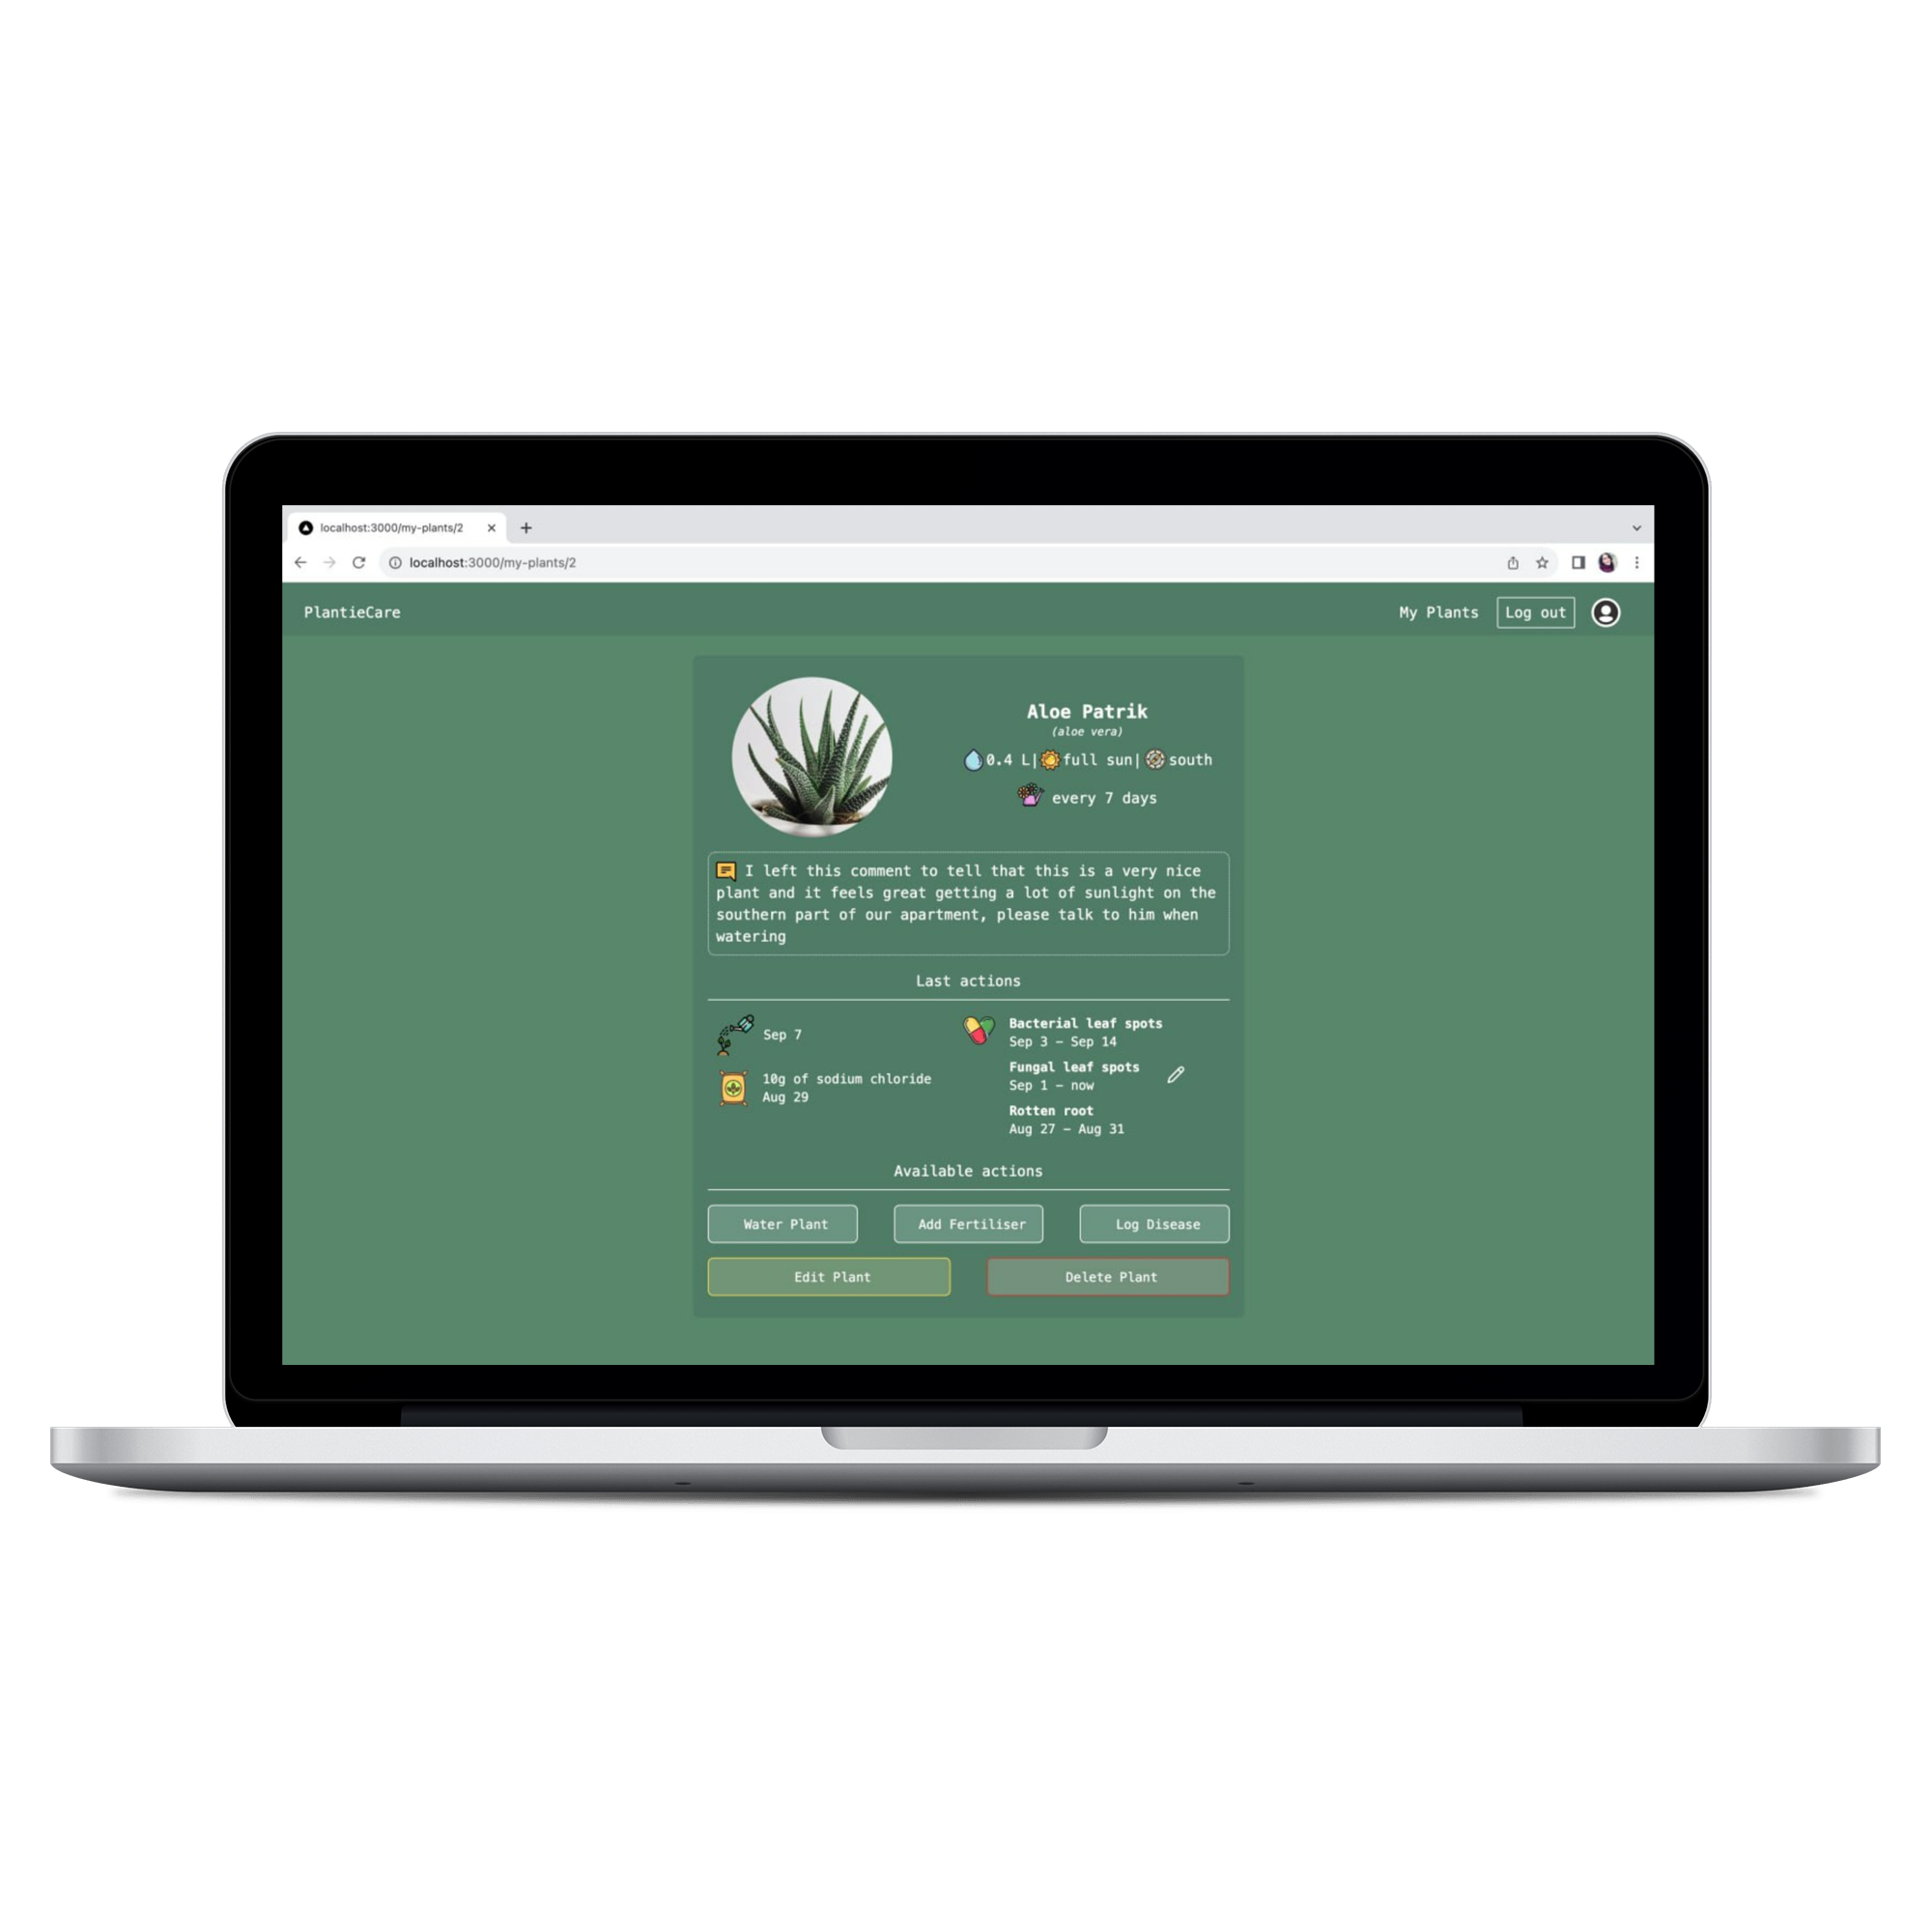 localhost:3000/my-plants/2
localhost:3000/my-plants/2
PlantieCare
My Plants
Log out
Aloe Patrik
(aloe vera)
0.4 L| full sun| south
every 7 days
I left this comment to tell that this is a very nice
plant and it feels great getting a lot of sunlight on the
southern part of our apartment, please talk to him when
watering
Last actions
Sep 7
10g of sodium chloride
Aug 29
Bacterial leaf spots
Sep 3 – Sep 14
Fungal leaf spots
Sep 1 – now
Rotten root
Aug 27 – Aug 31
Available actions
Water Plant
Add Fertiliser
Log Disease
Edit Plant
Delete Plant